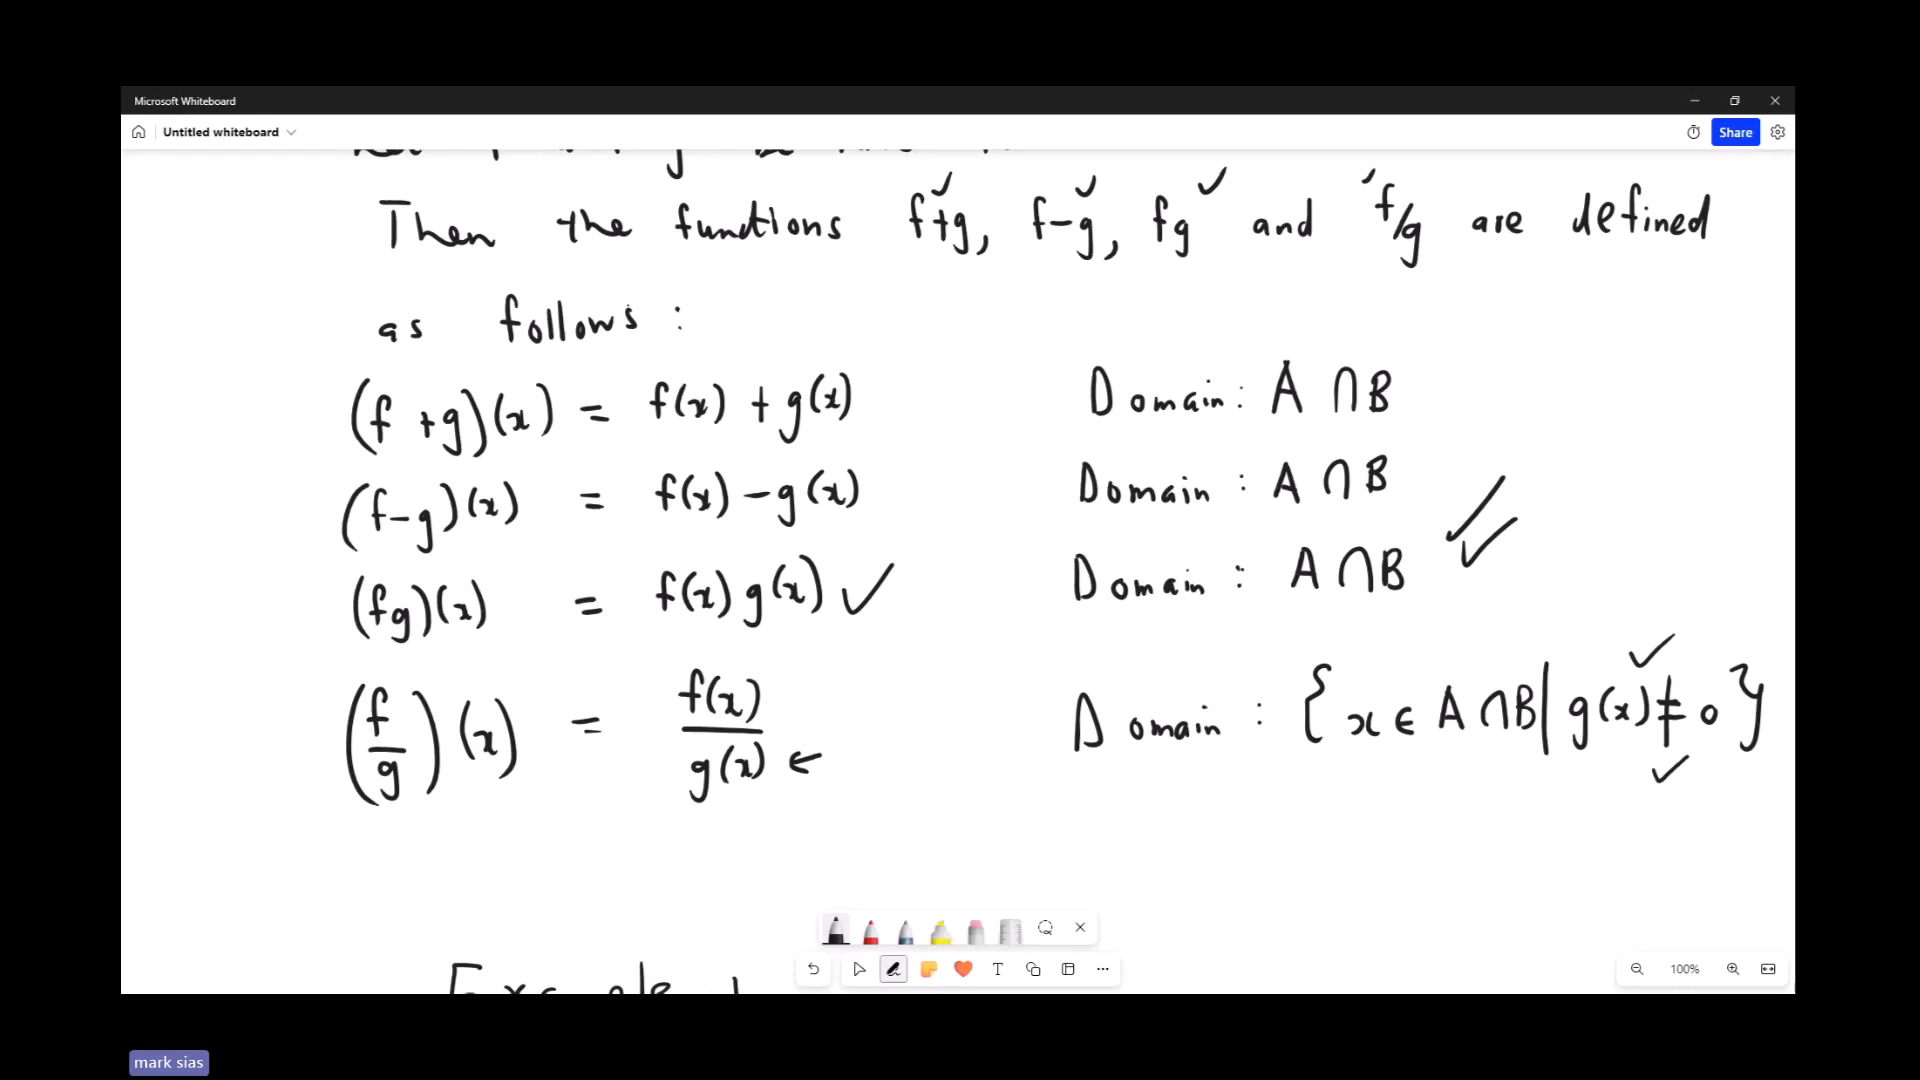 Microsoft Whiteboard
Untitled whiteboard
Share
Then the functions f+g, f-g, fg and f/g are defined
as follows :
(f +g)(x) = f(x) + g(x) Domain: A ∩ B
(f-g)(x) = f(x) - g(x) Domain : A ∩ B
(fg)(x) = f(x) g(x) ✓ Domain : A ∩ B
(f/g)(x) = f(x)/g(x) ← Domain : {x ∈ A ∩ B | g(x) ≠ 0}
100%
mark sias